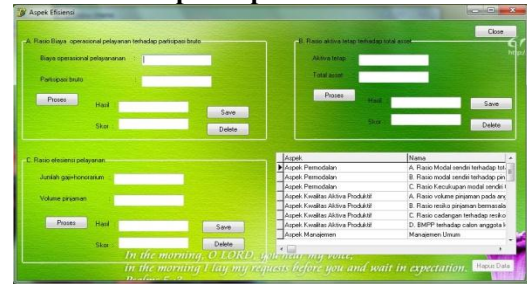 Aspek Efisiensi
Close
A. Rasio Biaya operasional pelayanan terhadap partisipasi bruto
Biaya operasional pelayananan :
Partisipasi bruto :
Proses
Hasil
Skor
Save
Delete
B. Rasio aktiva tetap terhadap total asset
Aktiva tetap
Total asset
Proses
Hasil
Skor
Save
Delete
http:/
C. Rasio efesiensi pelayanan
Jumlah gaji+honorarium :
Volume pinjaman :
Proses
Hasil
Skor :
Save
Delete
Aspek Nama
Aspek Permodalan A. Rasio Modal sendiri terhadap tot
Aspek Permodalan B. Rasio modal sendiri terhadap pin
Aspek Permodalan C. Rasio Kecukupan modal sendiri
Aspek Kwalitas Aktiva Produktif A. Rasio volume pinjaman pada ang
Aspek Kwalitas Aktiva Produktif B. Rasio resiko pinjaman bermasala
Aspek Kwalitas Aktiva Produktif C. Rasio cadangan terhadap resiko
Aspek Kwalitas Aktiva Produktif D. BMPP terhadap calon anggota k
Aspek Manajemen Manajemen Umum
In the morning, O LORD, you hear my voice,
in the morning I lay my requests before you and wait in expectation.
Hapus Data